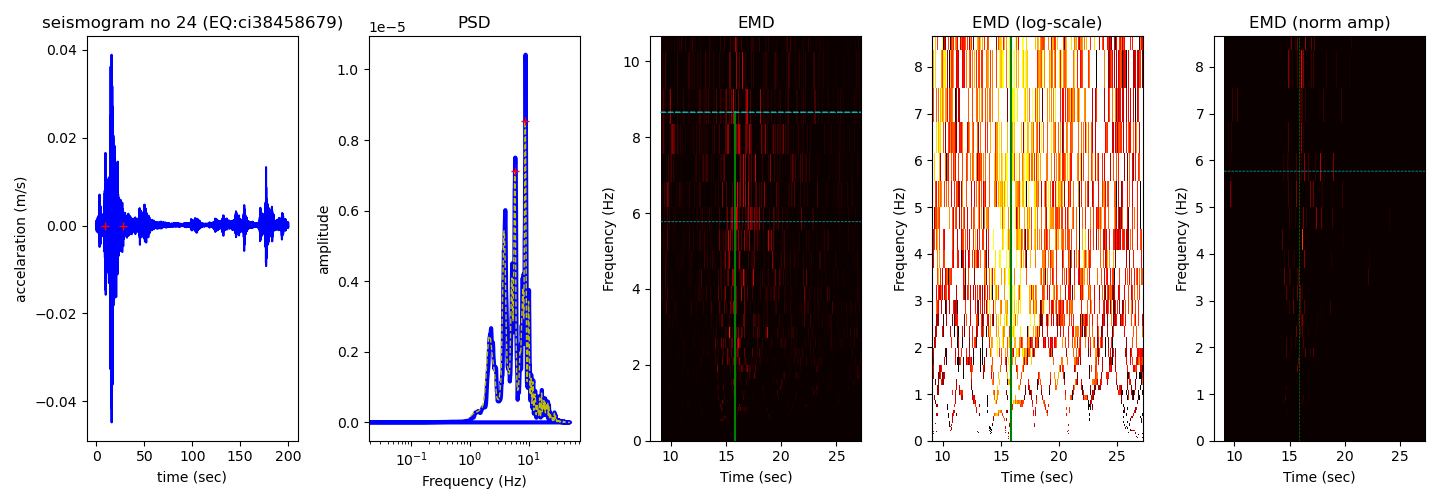 seismogram no 24 (EQ:ci38458679)
accelaration (m/s)
0.04
0.02
0.00
−0.02
−0.04
0 50 100 150 200
time (sec)
PSD
1e−5
amplitude
1.0
0.8
0.6
0.4
0.2
0.0
10−1 100 101
Frequency (Hz)
EMD
Frequency (Hz)
10
8
6
4
2
0
10 15 20 25
Time (sec)
EMD (log-scale)
Frequency (Hz)
8
7
6
5
4
3
2
1
0
10 15 20 25
Time (sec)
EMD (norm amp)
Frequency (Hz)
8
7
6
5
4
3
2
1
0
10 15 20 25
Time (sec)